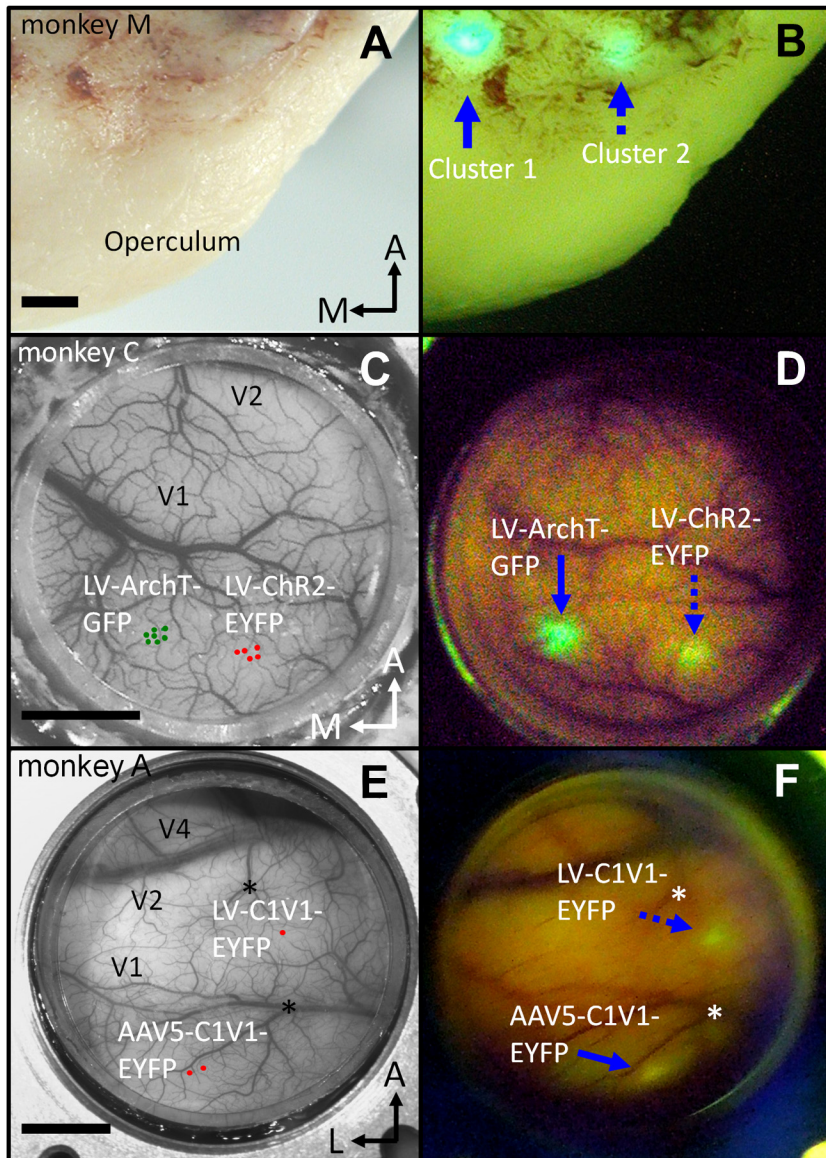 monkey M
A
Operculum
A
M
B
Cluster 1
Cluster 2
monkey C
C
V2
V1
LV-ArchT-
GFP
LV-ChR2-
EYFP
A
M
D
LV-ArchT-
GFP
LV-ChR2-
EYFP
monkey A
E
V4
V2
*
LV-C1V1-
EYFP
V1
*
AAV5-C1V1-
EYFP
A
L
F
LV-C1V1-
EYFP
*
AAV5-C1V1-
EYFP
*